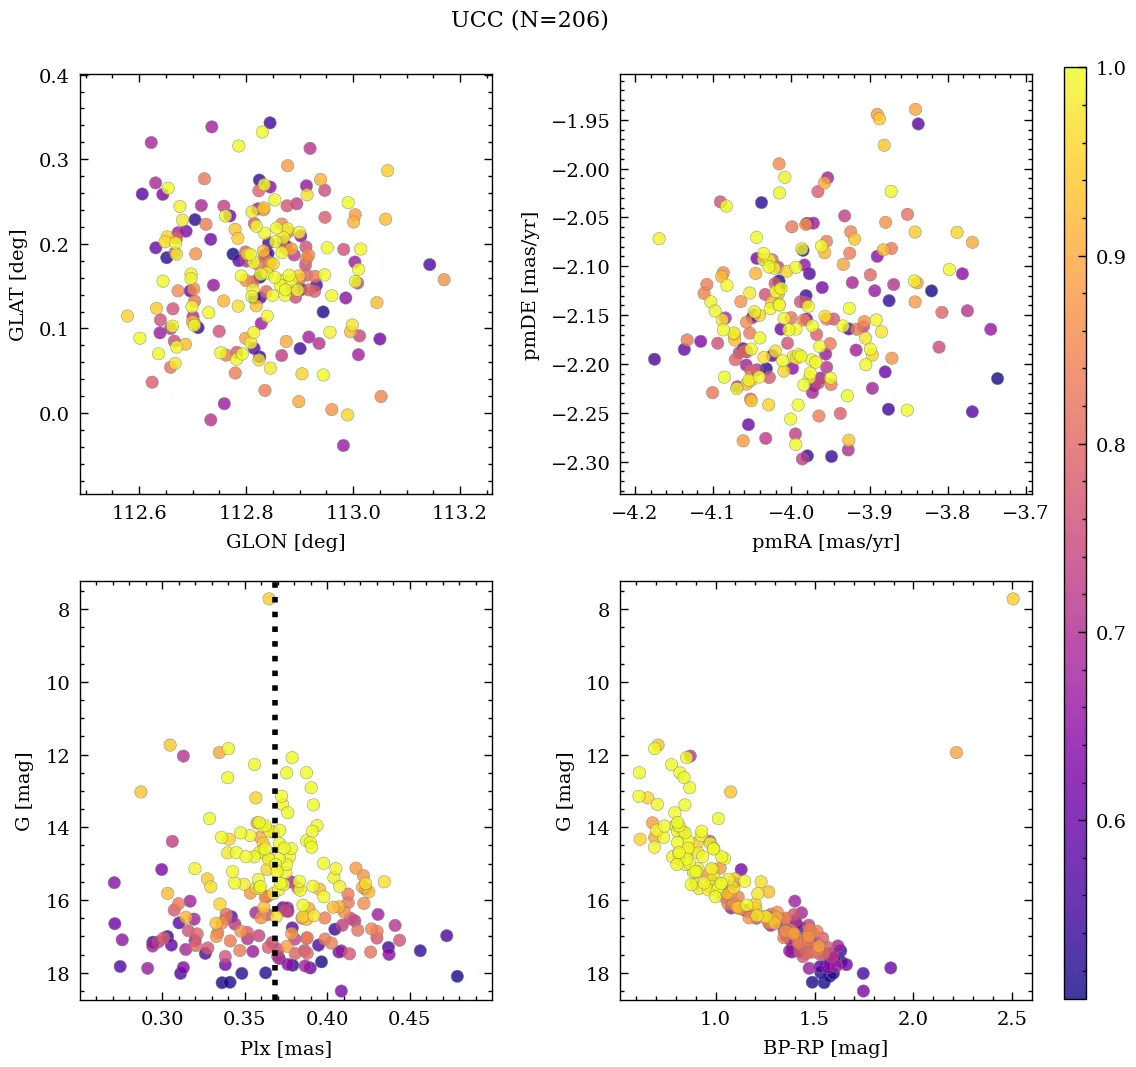 UCC (N=206)
0.4
0.3
0.2
0.1
0.0
GLAT [deg]
112.6 112.8 113.0 113.2
GLON [deg]
−1.95
−2.00
−2.05
−2.10
−2.15
−2.20
−2.25
−2.30
pmDE [mas/yr]
−4.2 −4.1 −4.0 −3.9 −3.8 −3.7
pmRA [mas/yr]
8
10
12
14
16
18
G [mag]
0.30 0.35 0.40 0.45
Plx [mas]
8
10
12
14
16
18
G [mag]
1.0 1.5 2.0 2.5
BP-RP [mag]
1.0
0.9
0.8
0.7
0.6